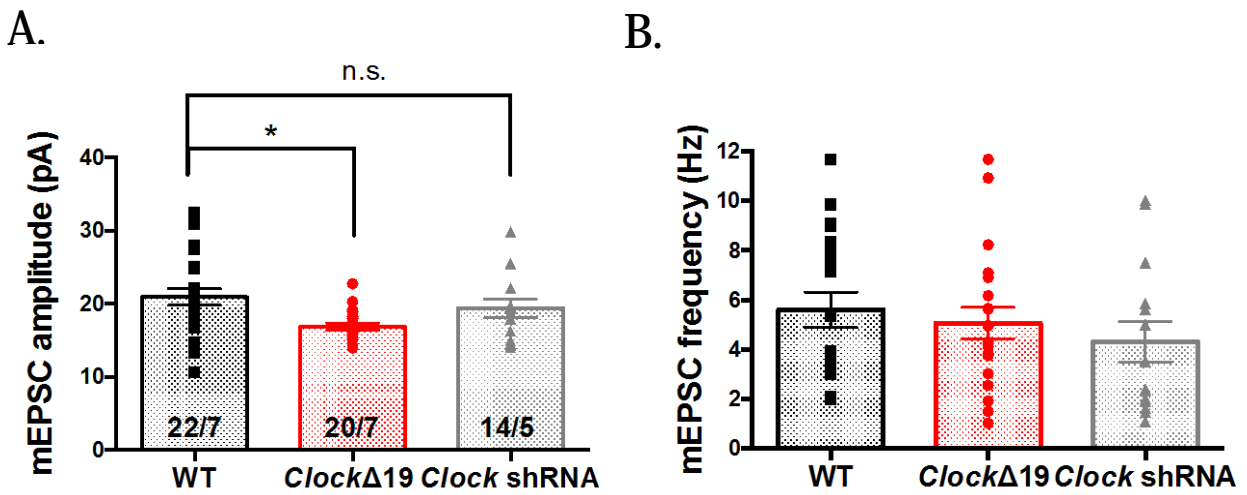 A.
n.s.
*
mEPSC amplitude (pA)
40
30
20
10
0
22/7
20/7
14/5
WT
ClockΔ19
Clock shRNA
B.
mEPSC frequency (Hz)
12
10
8
6
4
2
0
WT
ClockΔ19
Clock shRNA